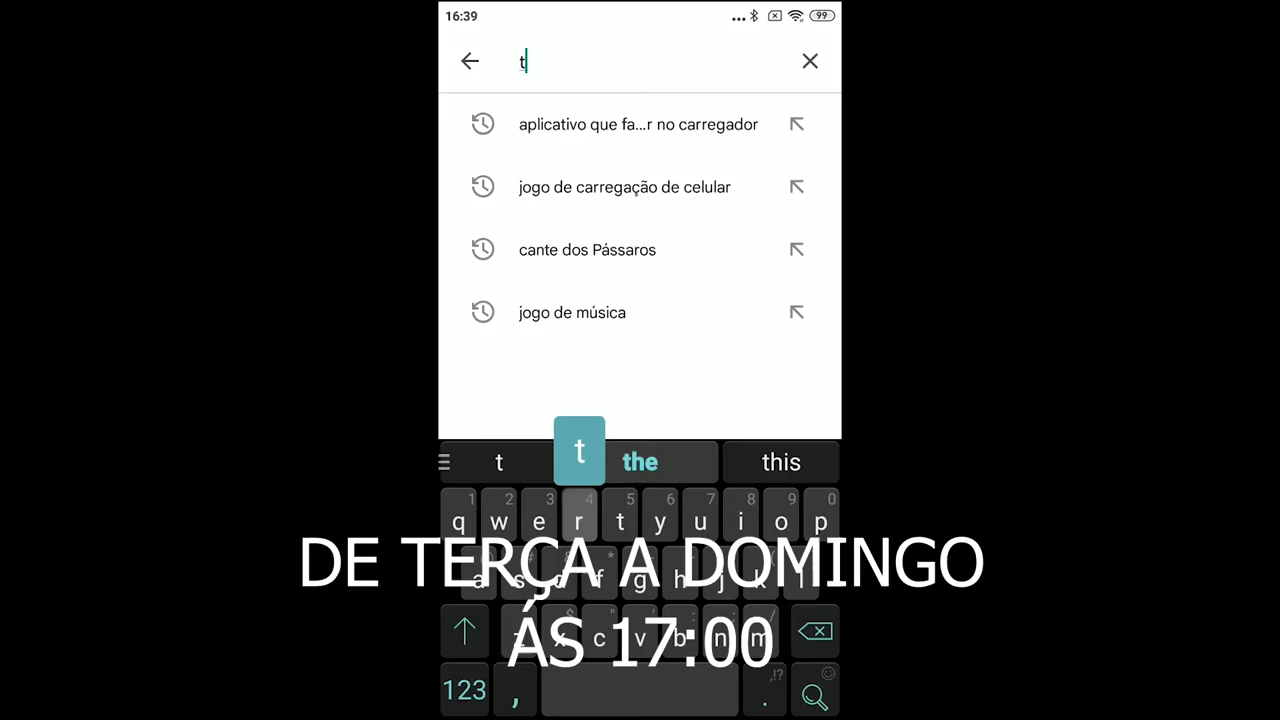 16:39
99
t
aplicativo que fa...r no carregador
jogo de carregação de celular
cante dos Pássaros
jogo de música
t
t
the
this
1 2 3 4 5 6 7 8 9 0
q w e r t y u i o p
DE TERÇA A DOMINGO
a s f g h j l
ÁS 17:00
z x c v b n m
123 , . ,!?